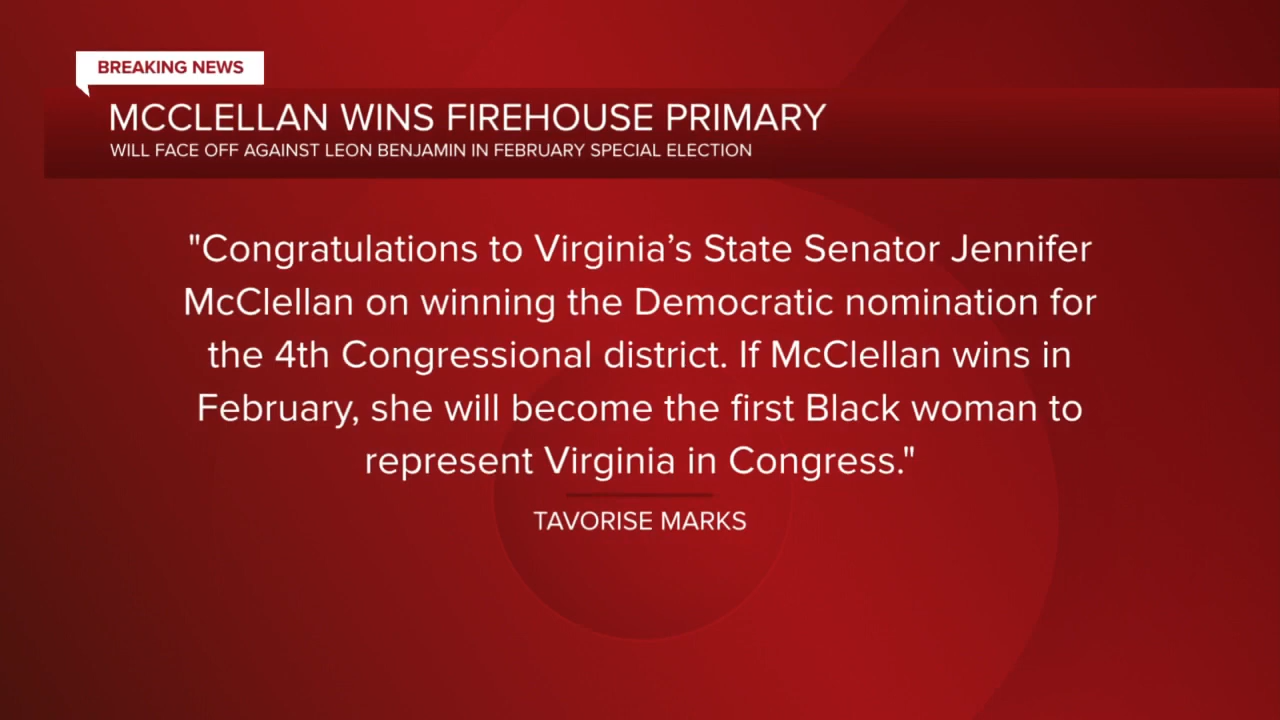 BREAKING NEWS
MCCLELLAN WINS FIREHOUSE PRIMARY
WILL FACE OFF AGAINST LEON BENJAMIN IN FEBRUARY SPECIAL ELECTION
"Congratulations to Virginia’s State Senator Jennifer
McClellan on winning the Democratic nomination for
the 4th Congressional district. If McClellan wins in
February, she will become the first Black woman to
represent Virginia in Congress."
TAVORISE MARKS